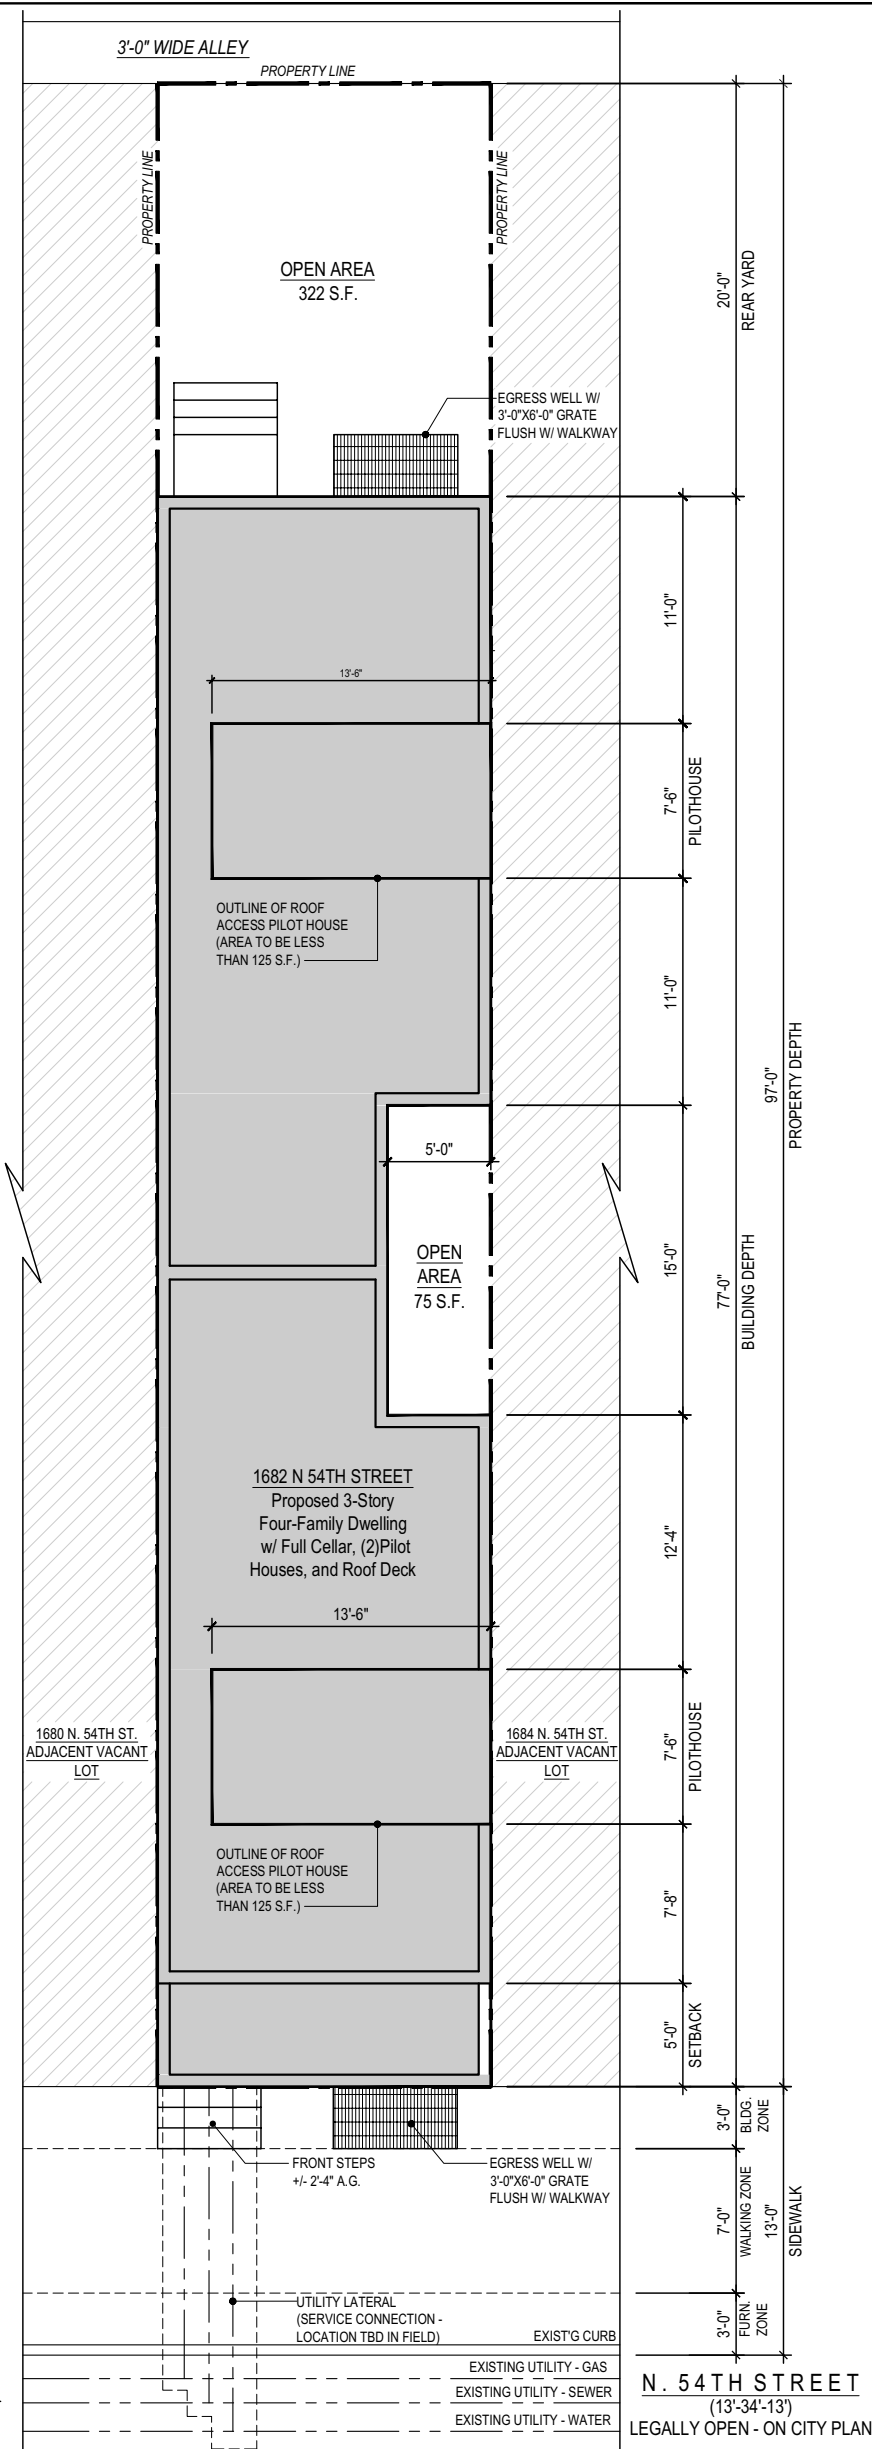 3'-0" WIDE ALLEY
PROPERTY LINE
PROPERTY LINE
PROPERTY LINE
OPEN AREA
322 S.F.
20'-0"
REAR YARD
EGRESS WELL W/
3'-0"X6'-0" GRATE
FLUSH W/ WALKWAY
11'-0"
13'-6"
7'-6"
PILOTHOUSE
OUTLINE OF ROOF
ACCESS PILOT HOUSE
(AREA TO BE LESS
THAN 125 S.F.)
11'-0"
97'-0"
PROPERTY DEPTH
5'-0"
OPEN
AREA
75 S.F.
15'-0"
77'-0"
BUILDING DEPTH
1682 N 54TH STREET
Proposed 3-Story
Four-Family Dwelling
w/ Full Cellar, (2)Pilot
Houses, and Roof Deck
12'-4"
13'-6"
1680 N. 54TH ST.
ADJACENT VACANT
LOT
1684 N. 54TH ST.
ADJACENT VACANT
LOT
7'-6"
PILOTHOUSE
OUTLINE OF ROOF
ACCESS PILOT HOUSE
(AREA TO BE LESS
THAN 125 S.F.)
7'-8"
5'-0"
SETBACK
3'-0"
BLDG.
ZONE
FRONT STEPS
+/- 2'-4" A.G.
EGRESS WELL W/
3'-0"X6'-0" GRATE
FLUSH W/ WALKWAY
7'-0"
WALKING ZONE
13'-0"
SIDEWALK
UTILITY LATERAL
(SERVICE CONNECTION -
LOCATION TBD IN FIELD)
3'-0"
FURN.
ZONE
EXIST'G CURB
EXISTING UTILITY - GAS
EXISTING UTILITY - SEWER
EXISTING UTILITY - WATER
N. 54TH STREET
(13'-34'-13')
LEGALLY OPEN - ON CITY PLAN